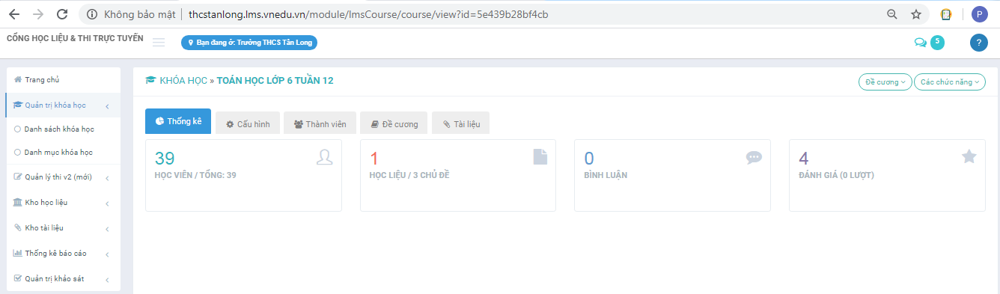 Không bảo mật | thcstanlong.lms.vnedu.vn/module/lmsCourse/course/view?id=5e439b28bf4cb
P
CỔNG HỌC LIỆU & THI TRỰC TUYẾN
Bạn đang ở: Trường THCS Tân Long
5
?
Trang chủ
Quản trị khóa học
Danh sách khóa học
Danh mục khóa học
Quản lý thi v2 (mới)
Kho học liệu
Kho tài liệu
Thống kê báo cáo
Quản trị khảo sát
KHÓA HỌC » TOÁN HỌC LỚP 6 TUẦN 12
Đề cương
Các chức năng
Thống kê
Cấu hình
Thành viên
Đề cương
Tài liệu
39
HỌC VIÊN / TỔNG: 39
1
HỌC LIỆU / 3 CHỦ ĐỀ
0
BÌNH LUẬN
4
ĐÁNH GIÁ (0 LƯỢT)